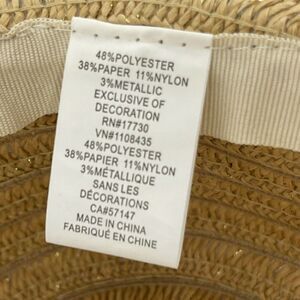 48%POLYESTER
38%PAPER 11%NYLON
3%METALLIC
EXCLUSIVE OF
DECORATION
RN#17730
VN#1108435
48%POLYESTER
38%PAPIER 11%NYLON
3%MÉTALLIQUE
SANS LES
DÉCORATIONS
CA#57147
MADE IN CHINA
FABRIQUÉ EN CHINE